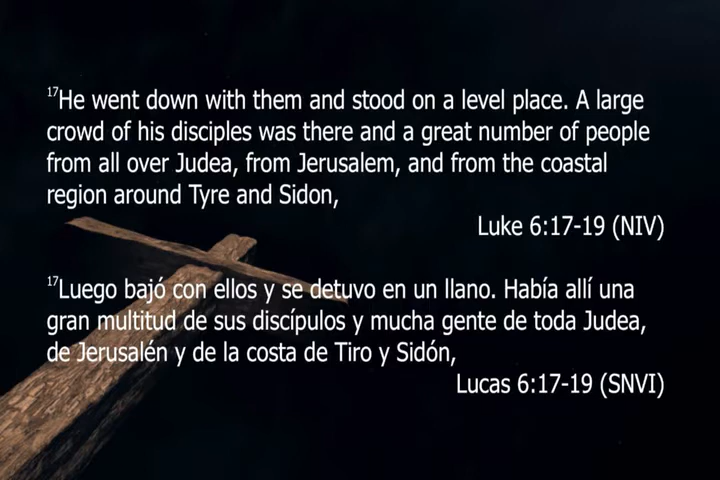 17He went down with them and stood on a level place. A large
crowd of his disciples was there and a great number of people
from all over Judea, from Jerusalem, and from the coastal
region around Tyre and Sidon,
Luke 6:17-19 (NIV)
17Luego bajó con ellos y se detuvo en un llano. Había allí una
gran multitud de sus discípulos y mucha gente de toda Judea,
de Jerusalén y de la costa de Tiro y Sidón,
Lucas 6:17-19 (SNVI)